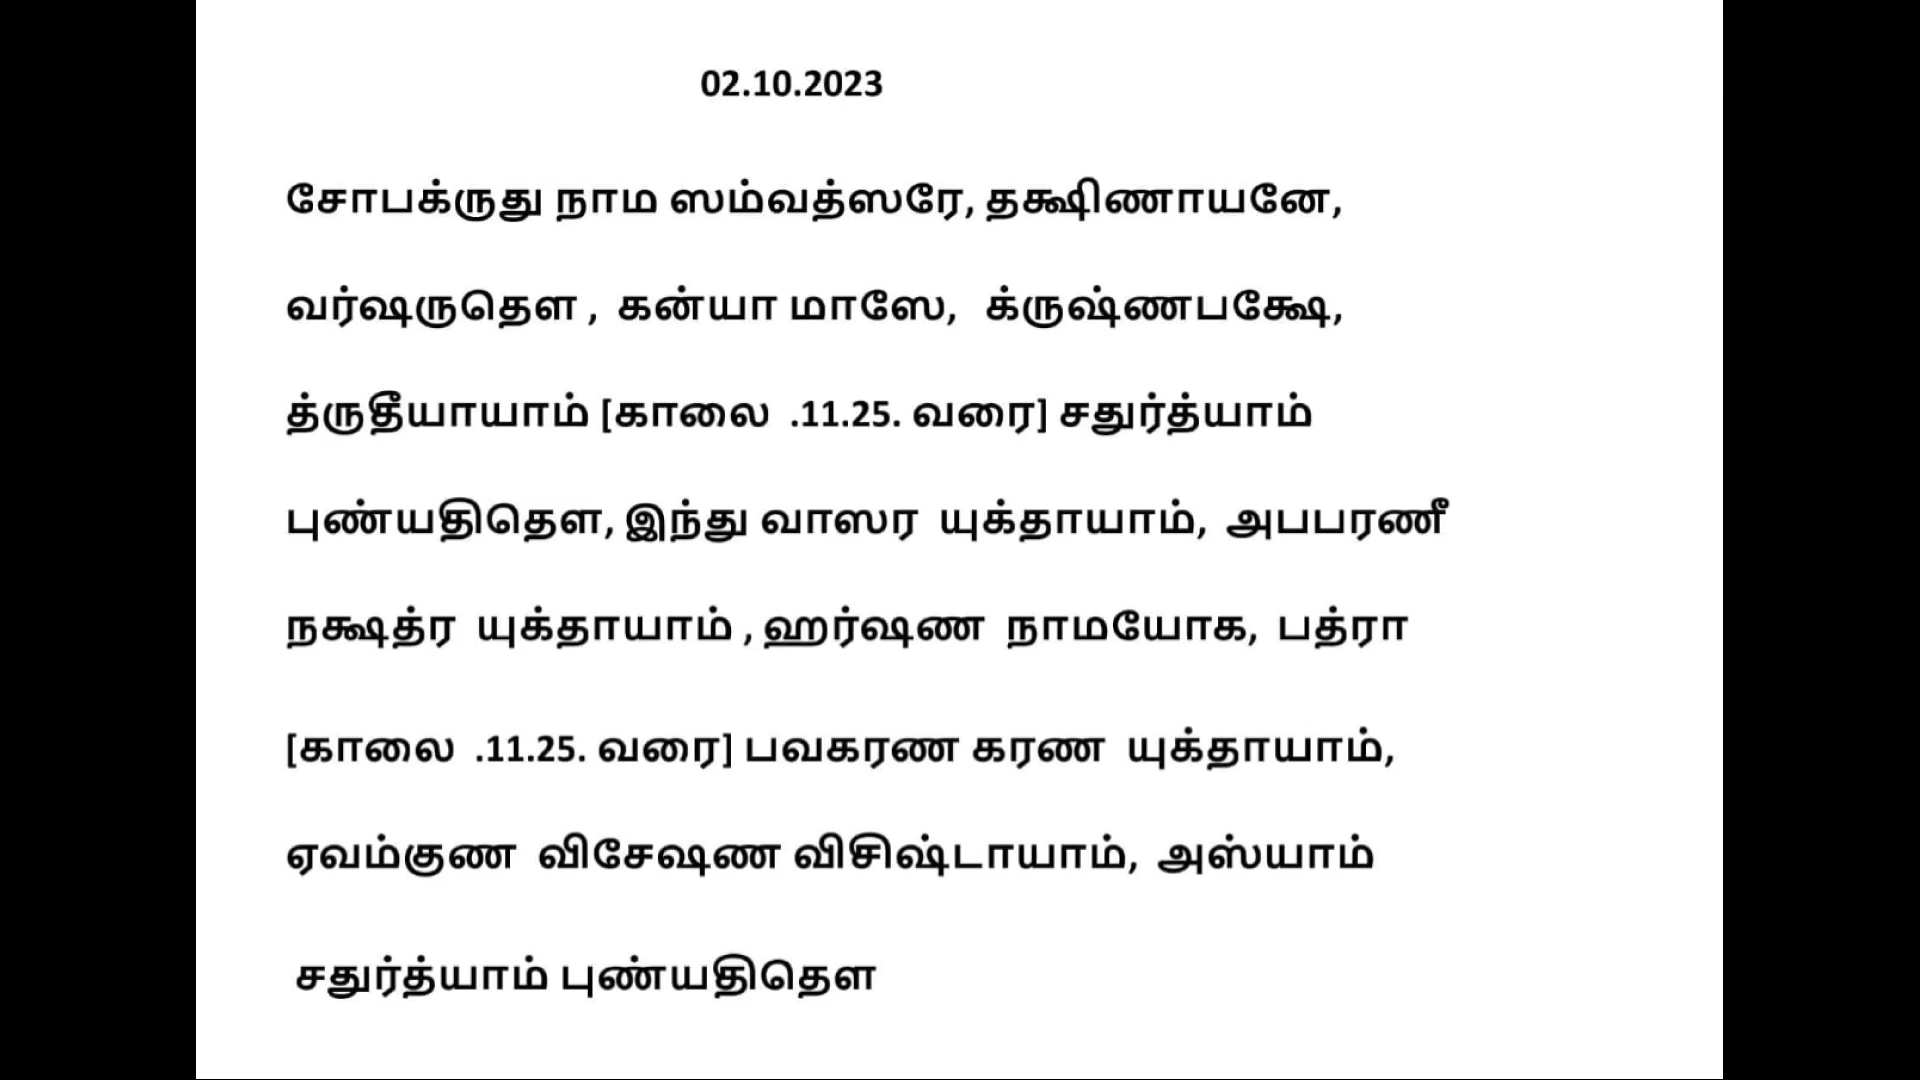 02.10.2023
சோபக்ருது நாம ஸம்வத்ஸரே, தக்ஷிணாயனே,
வர்ஷருதௌ , கன்யா மாஸே, க்ருஷ்ணபக்ஷே,
த்ருதீயாயாம் [காலை .11.25. வரை] சதுர்த்யாம்
புண்யதிதௌ, இந்து வாஸர யுக்தாயாம், அபபரணீ
நக்ஷத்ர யுக்தாயாம் , ஹர்ஷண நாமயோக, பத்ரா
[காலை .11.25. வரை] பவகரண கரண யுக்தாயாம்,
ஏவம்குண விசேஷண விசிஷ்டாயாம், அஸ்யாம்
சதுர்த்யாம் புண்யதிதௌ